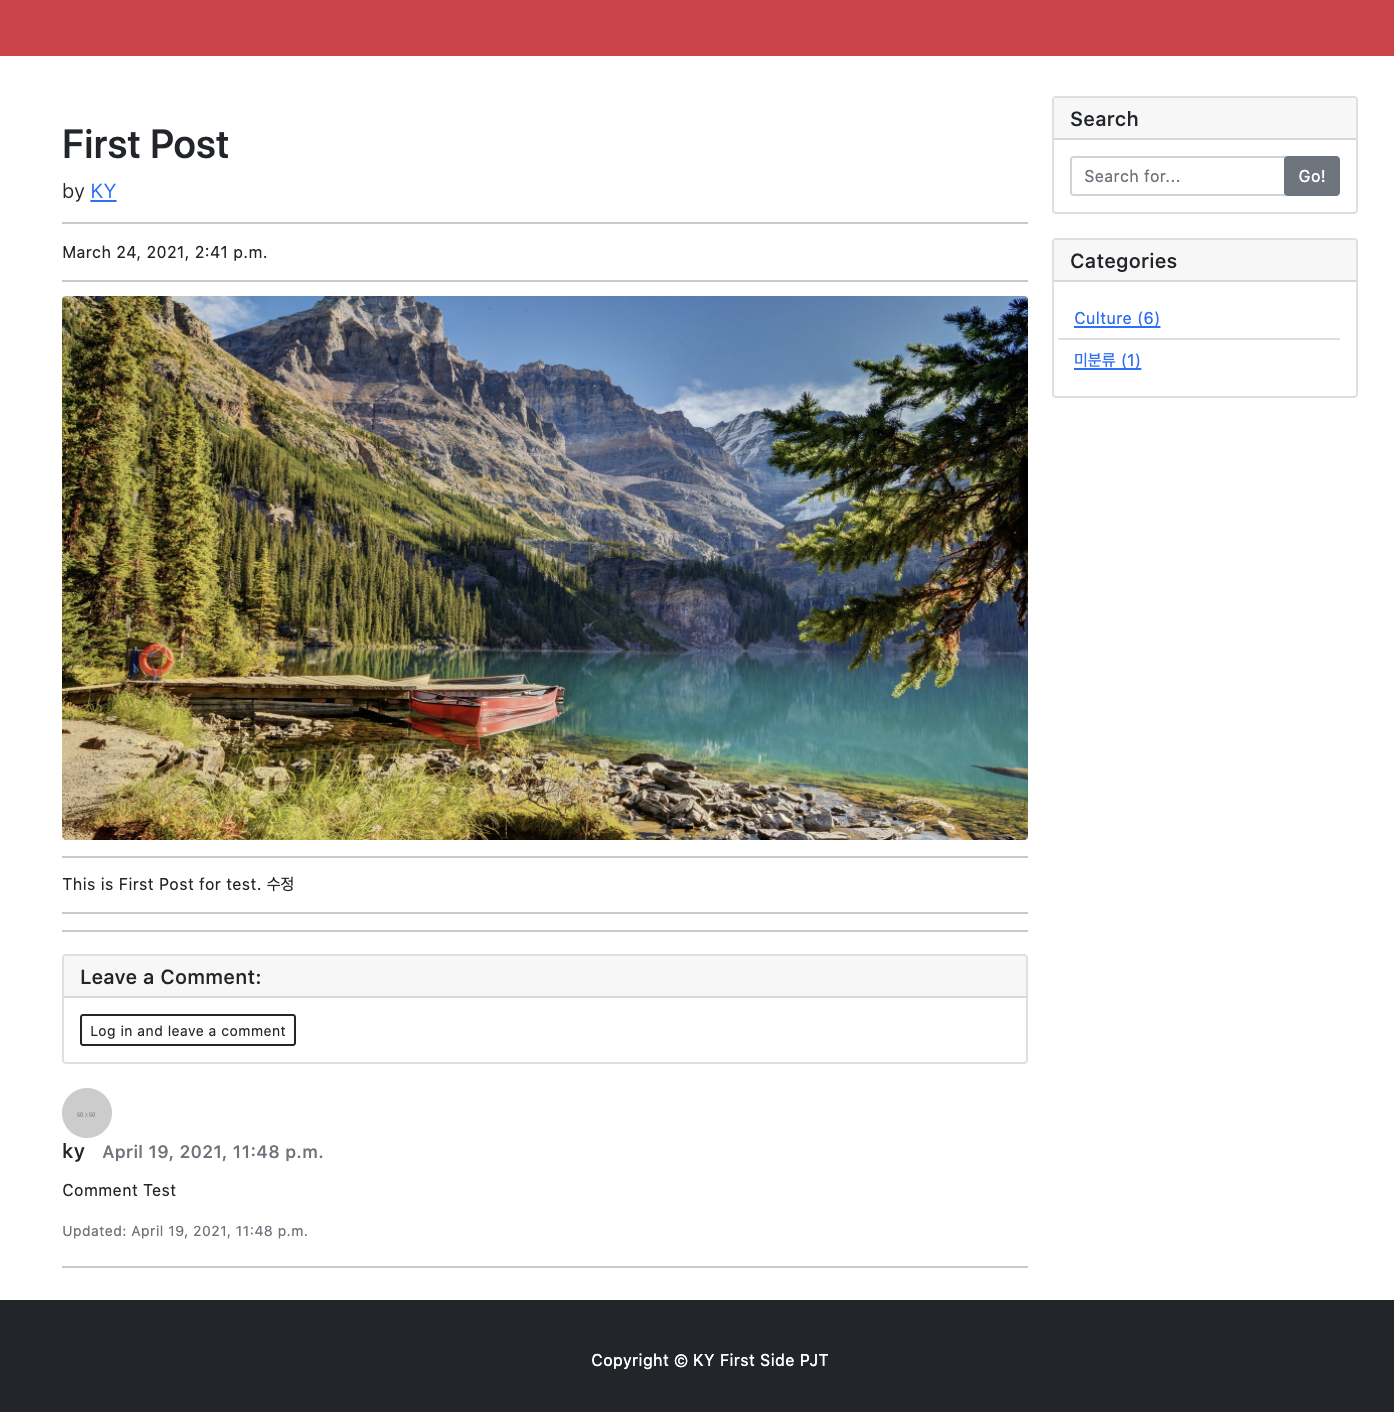 First Post
by KY
March 24, 2021, 2:41 p.m.
This is First Post for test. 수정
Leave a Comment:
Log in and leave a comment
50 x 50
ky April 19, 2021, 11:48 p.m.
Comment Test
Updated: April 19, 2021, 11:48 p.m.
Search
Search for...
Go!
Categories
Culture (6)
미분류 (1)
Copyright © KY First Side PJT